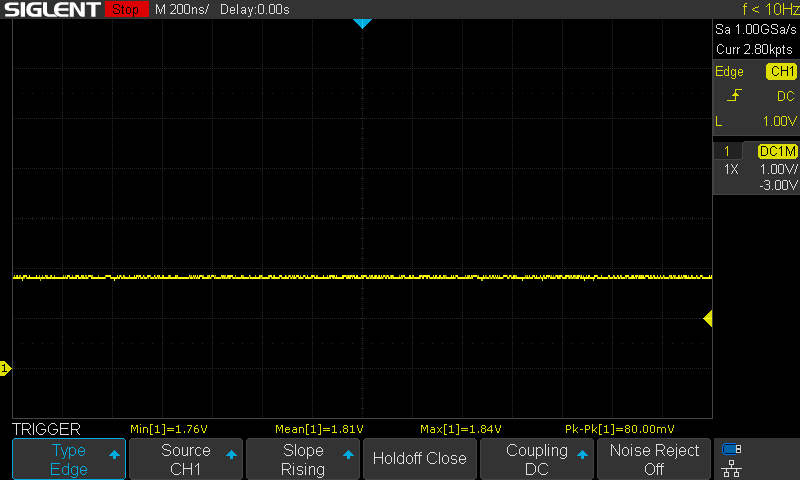 SIGLENT Stop M 200ns/ Delay:0.00s f < 10Hz
Sa 1.00GSa/s
Curr 2.80kpts
Edge CH1
DC
L 1.00V
1 DC1M
1X 1.00V/
-3.00V
1
TRIGGER Min[1]=1.76V Mean[1]=1.81V Max[1]=1.84V Pk-Pk[1]=80.00mV
Type
Edge
Source
CH1
Slope
Rising
Holdoff Close
Coupling
DC
Noise Reject
Off